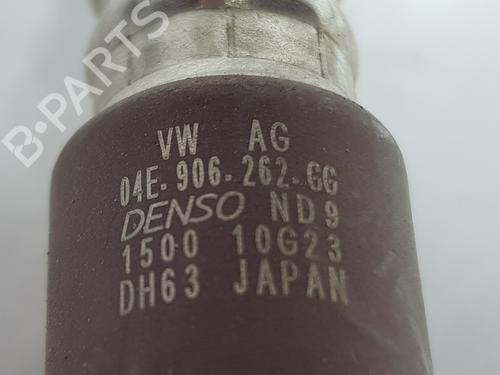 B-PARTS
VW AG
04E-906-262-GG
DENSO ND9
1500 10G23
DH63 JAPAN